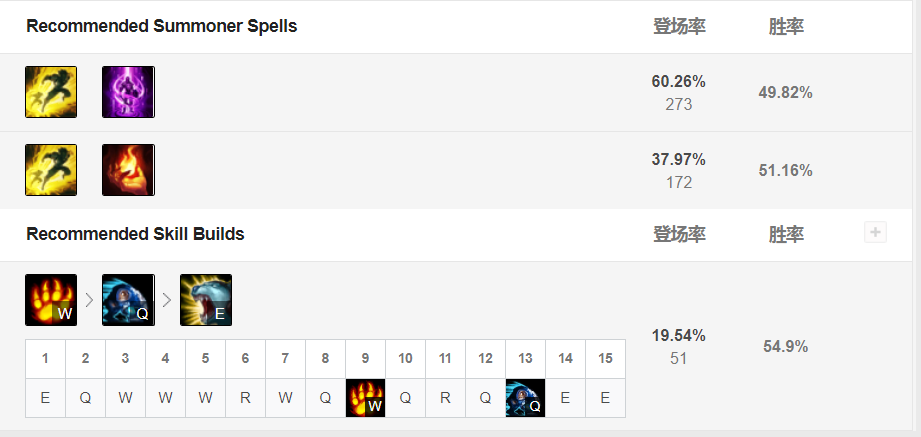 Recommended Summoner Spells 登场率 胜率
60.26%
273
49.82%
37.97%
172
51.16%
Recommended Skill Builds 登场率 胜率
W Q E
19.54%
51
54.9%
1 2 3 4 5 6 7 8 9 10 11 12 13 14 15
E Q W W W R W Q W Q R Q Q E E